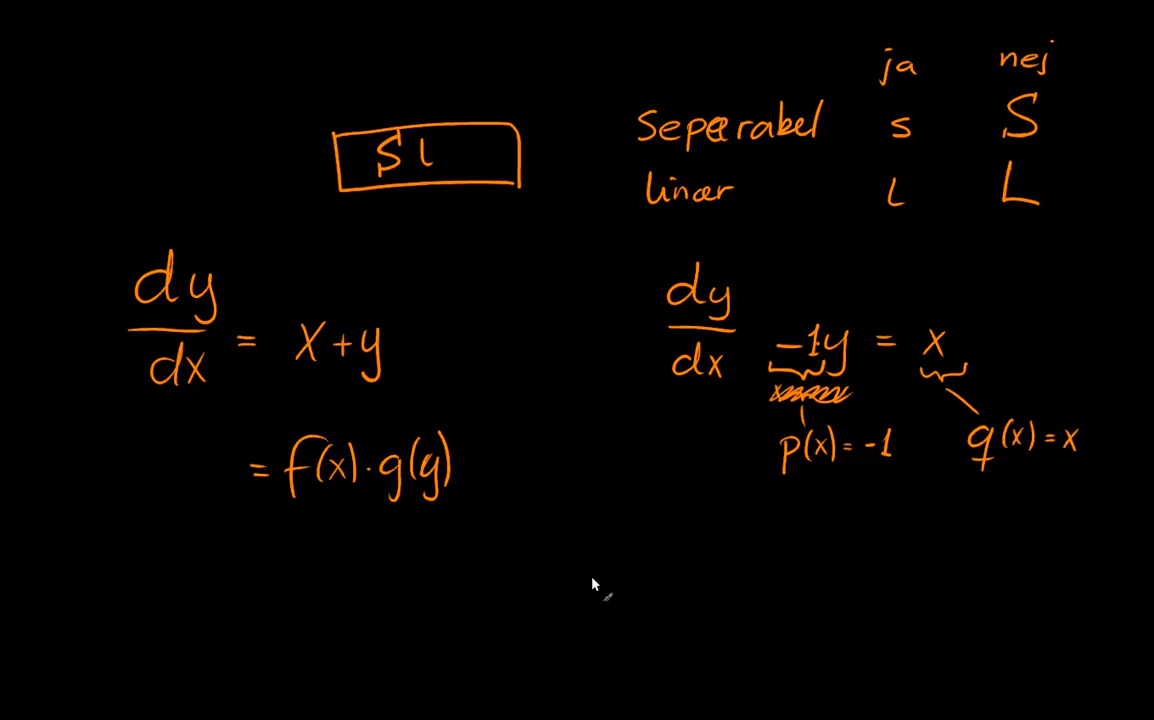 ja nej
Seperabel s S
S l
linær l L
dy/dx = x + y
= f(x) · g(y)
dy/dx -1y = x
p(x) = -1
q(x) = x